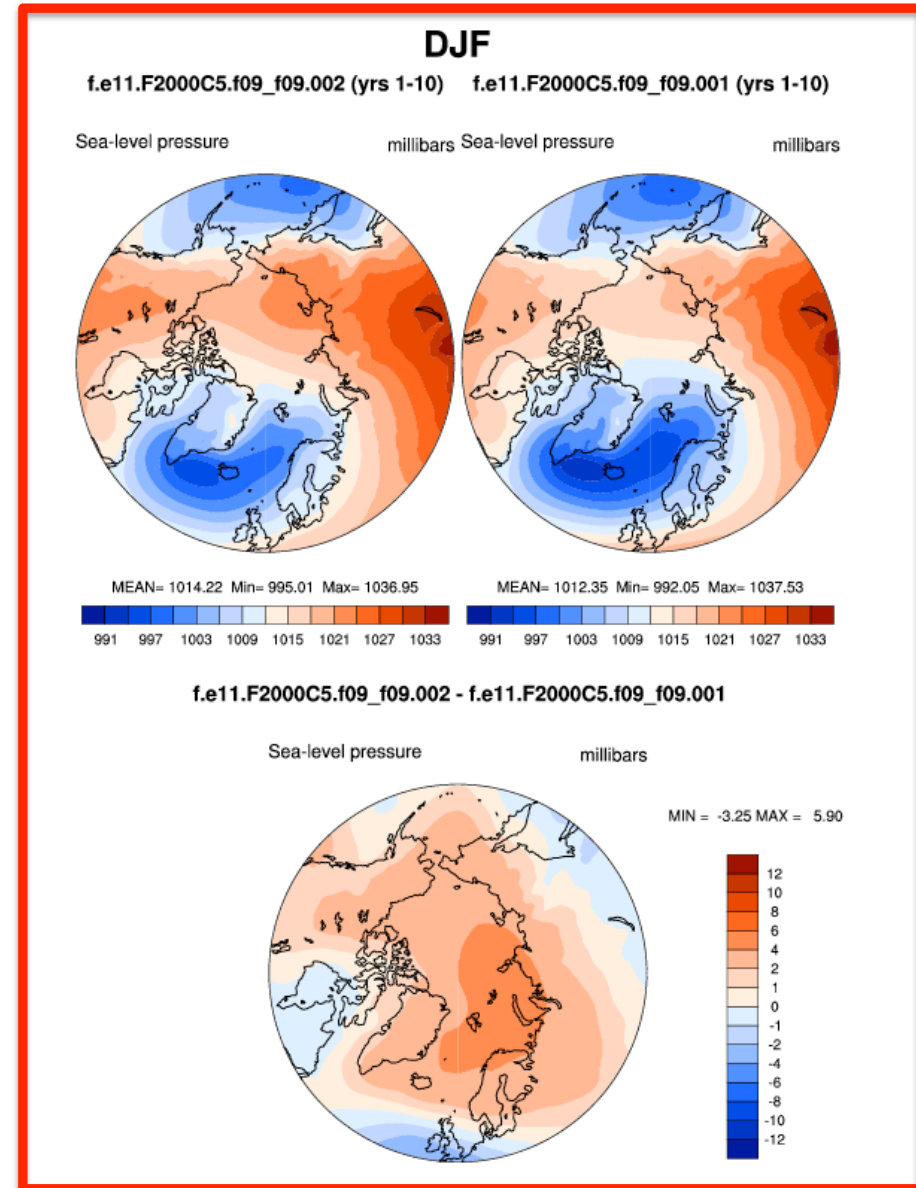 DJF
f.e11.F2000C5.f09_f09.002 (yrs 1-10) f.e11.F2000C5.f09_f09.001 (yrs 1-10)
Sea-level pressure millibars Sea-level pressure millibars
MEAN= 1014.22 Min= 995.01 Max= 1036.95 MEAN= 1012.35 Min= 992.05 Max= 1037.53
991 997 1003 1009 1015 1021 1027 1033 991 997 1003 1009 1015 1021 1027 1033
f.e11.F2000C5.f09_f09.002 - f.e11.F2000C5.f09_f09.001
Sea-level pressure millibars
MIN = -3.25 MAX = 5.90
12
10
8
6
4
2
1
0
-1
-2
-4
-6
-8
-10
-12